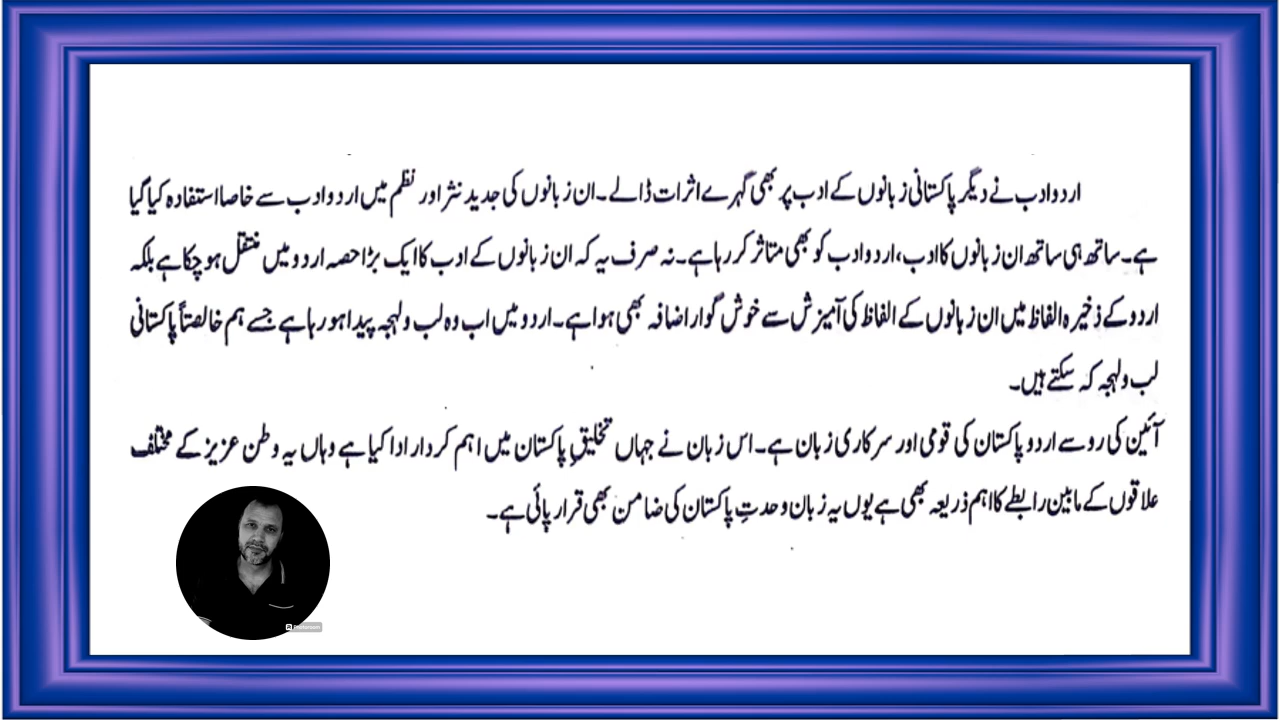 اردو ادب نے دیگر پاکستانی زبانوں کے ادب پر بھی گہرے اثرات ڈالے۔ ان زبانوں کی جدید نثر اور نظم میں اردو ادب سے خاصا استفادہ کیا گیا
ہے۔ ساتھ ہی ساتھ ان زبانوں کا ادب، اردو ادب کو بھی متاثر کر رہا ہے۔ نہ صرف یہ کہ ان زبانوں کے ادب کا ایک بڑا حصہ اردو میں منتقل ہو چکا ہے بلکہ
اردو کے ذخیرہ الفاظ میں ان زبانوں کے الفاظ کی آمیزش سے خوش گوار اضافہ بھی ہوا ہے۔ اردو میں اب وہ لب ولہجہ پیدا ہو رہا ہے جسے ہم خالصتاً پاکستانی
لب ولہجہ کہ سکتے ہیں۔
آئین کی رو سے اردو پاکستان کی قومی اور سرکاری زبان ہے۔ اس زبان نے جہاں تخلیقِ پاکستان میں اہم کردار ادا کیا ہے وہاں یہ وطن عزیز کے مختلف
علاقوں کے مابین رابطے کا اہم ذریعہ بھی ہے یوں یہ زبان وحدتِ پاکستان کی ضامن بھی قرار پائی ہے۔